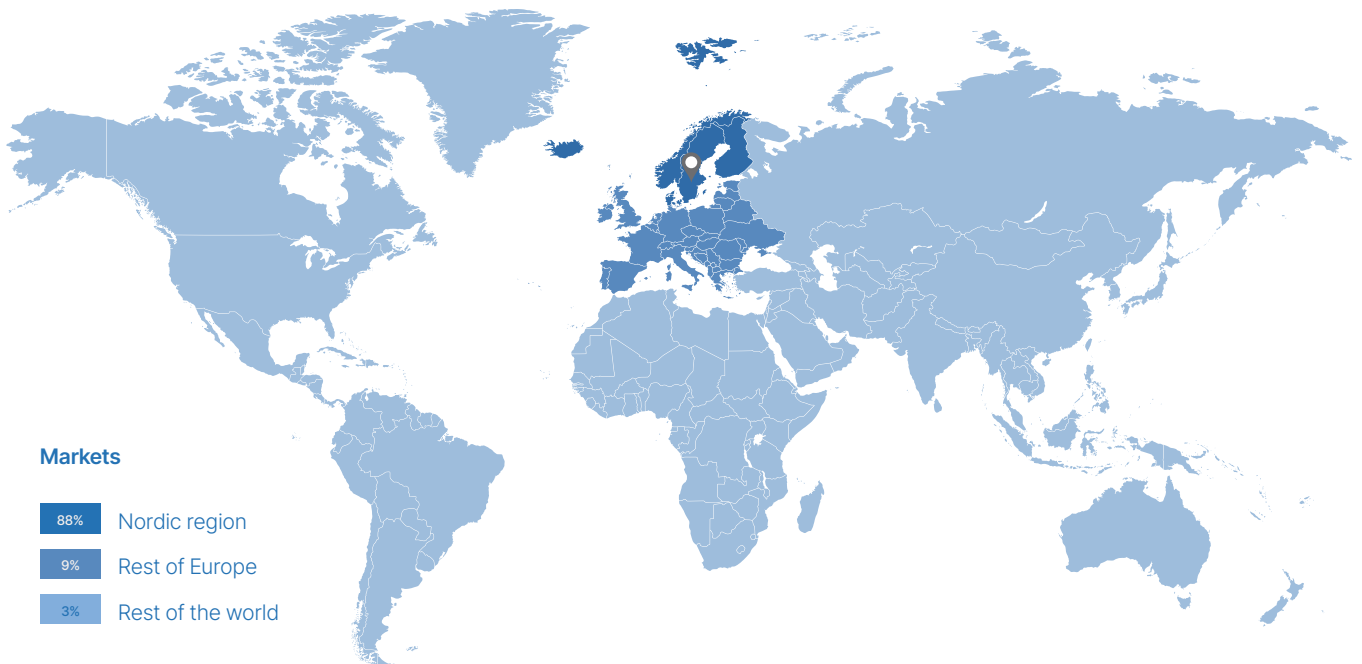 Markets
88% Nordic region
9% Rest of Europe
3% Rest of the world